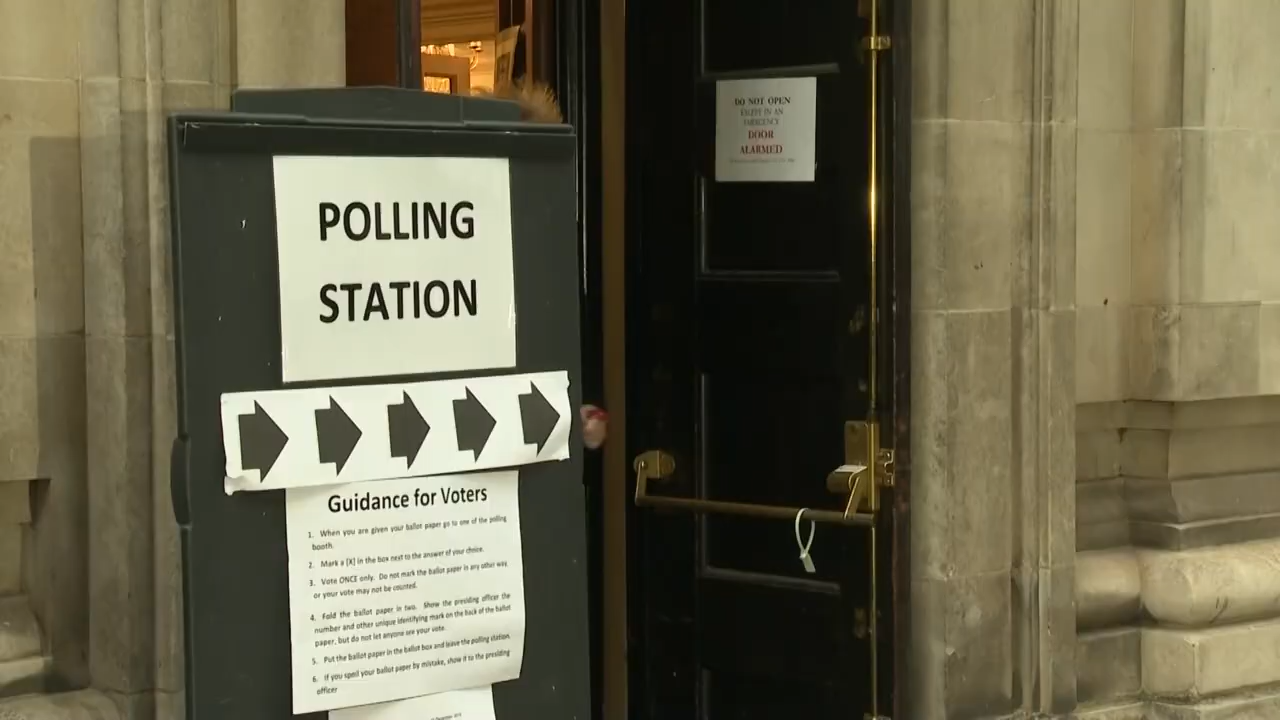 POLLING
STATION
Guidance for Voters
1. When you are given your ballot paper go to one of the polling
booth.
2. Mark a [X] in the box next to the answer of your choice.
3. Vote ONCE only. Do not mark the ballot paper in any other way,
or your vote may not be counted.
4. Fold the ballot paper in two. Show the presiding officer the
number and other unique identifying mark on the back of the ballot
paper, but do not let anyone see your vote.
5. Put the ballot paper in the ballot box and leave the polling station.
6. If you spoil your ballot paper by mistake, show it to the presiding
officer
DO NOT OPEN
EXCEPT IN AN
EMERGENCY
DOOR
ALARMED